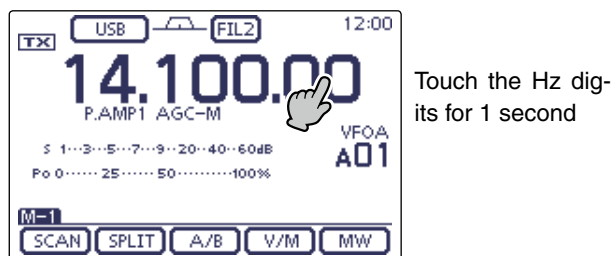 USB FIL2 12:00
TX
14.100.00
P.AMP1 AGC-M
VFOA
S 1···3···5···7···9··20··40··60dB
A01
Po 0······25······50··········100%
M-1
SCAN SPLIT A/B V/M MW
Touch the Hz dig-
its for 1 second